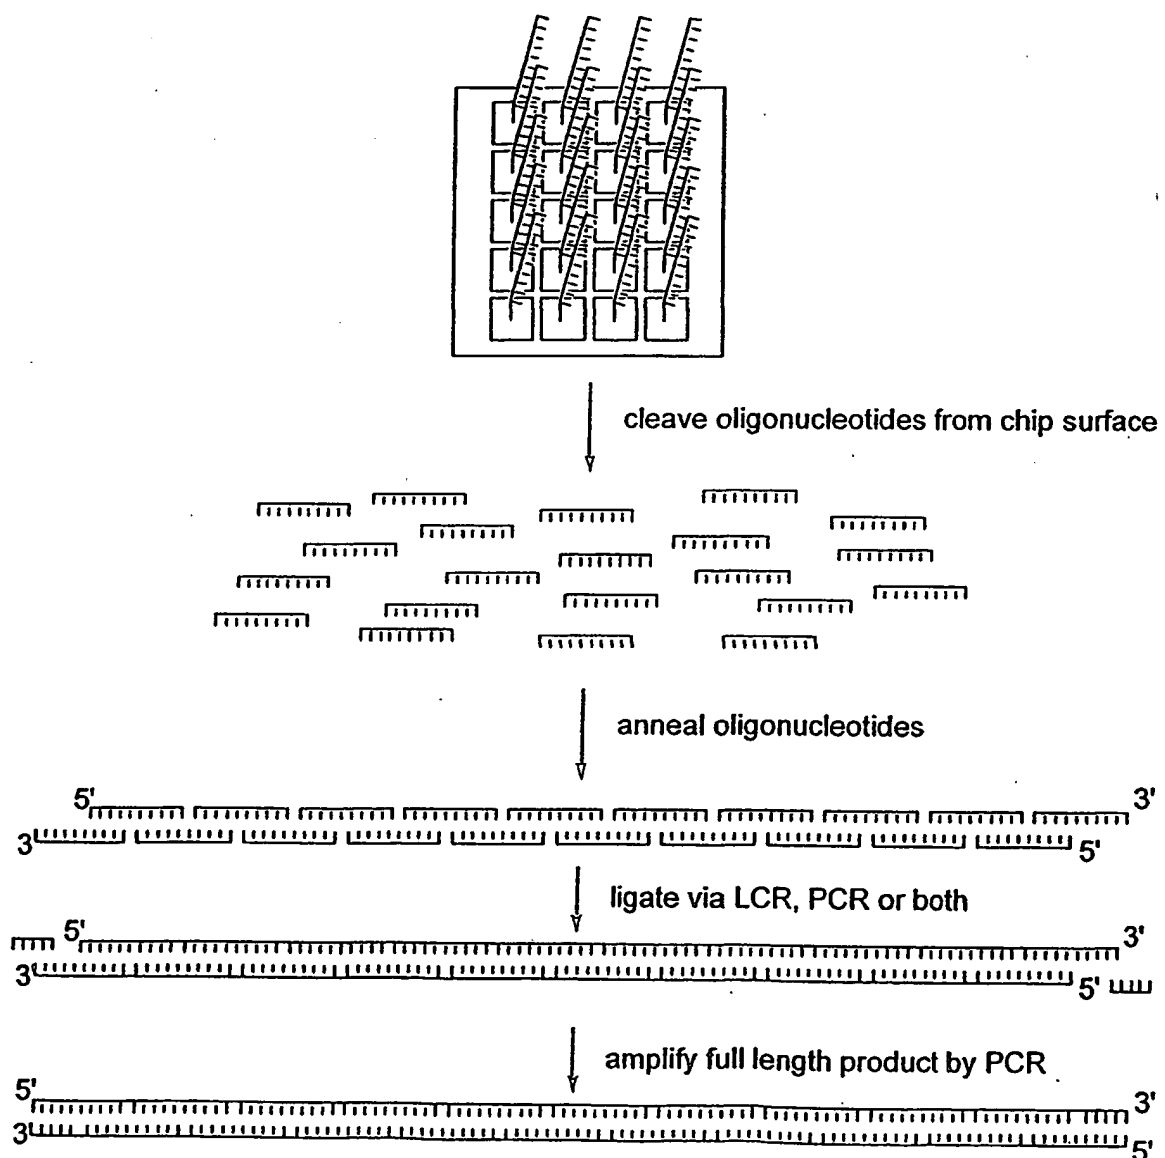 cleave oligonucleotides from chip surface
anneal oligonucleotides
5' 3'
3 5'
ligate via LCR, PCR or both
5' 3'
3 5'
amplify full length product by PCR
5' 3'
3 5'